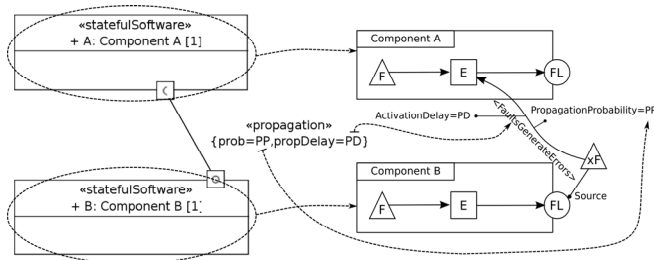 «statefulSoftware»
+ A: Component A [1]
Component A
F
E
FL
«propagation»
{prob=PP,propDelay=PD}
ActivationDelay=PD
PropagationProbability=PP
<FaultsGenerateErrors>
xF
Source
«statefulSoftware»
+ B: Component B [1]
Component B
F
E
FL